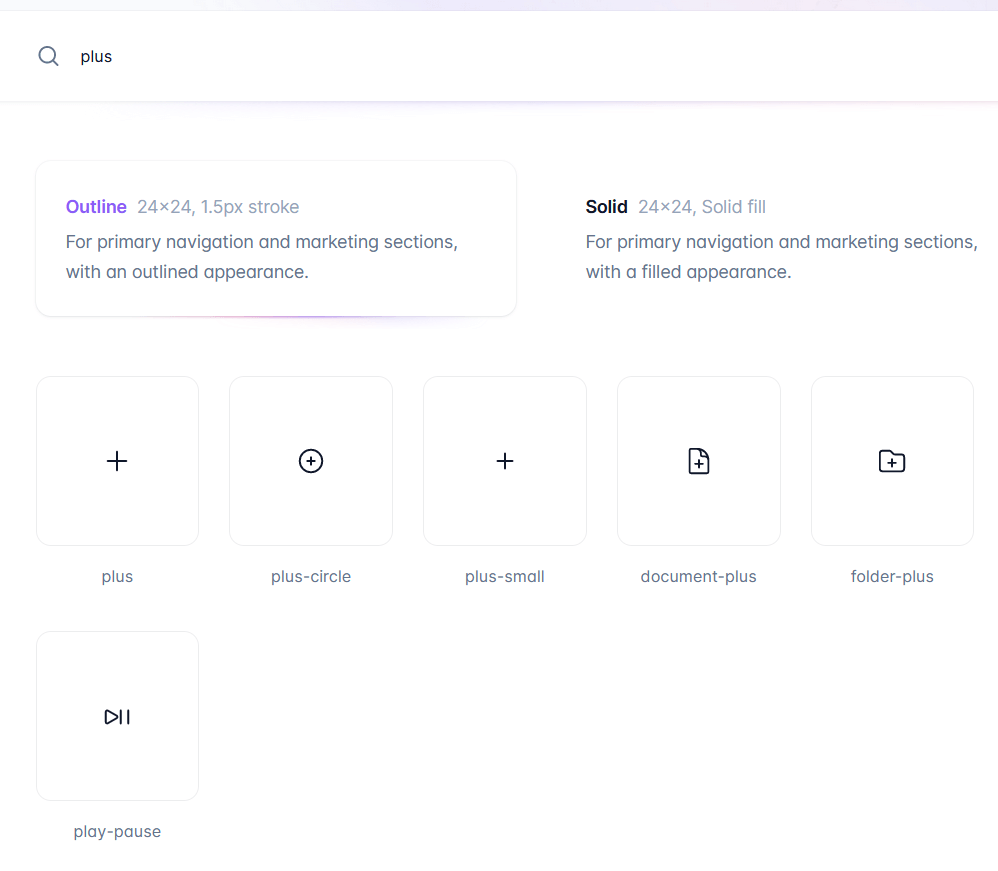 plus
Outline 24×24, 1.5px stroke
For primary navigation and marketing sections,
with an outlined appearance.
Solid 24×24, Solid fill
For primary navigation and marketing sections,
with a filled appearance.
plus
plus-circle
plus-small
document-plus
folder-plus
play-pause